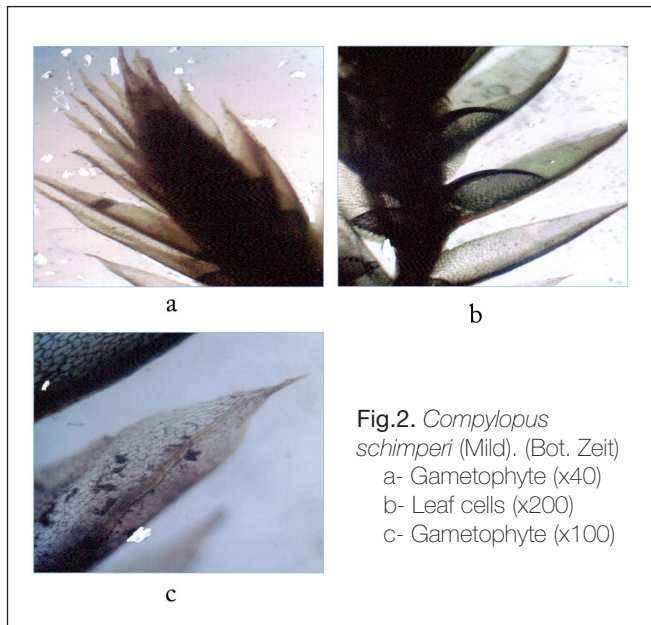 a
b
c
Fig.2. Compylopus
schimperi (Mild). (Bot. Zeit)
a- Gametophyte (x40)
b- Leaf cells (x200)
c- Gametophyte (x100)